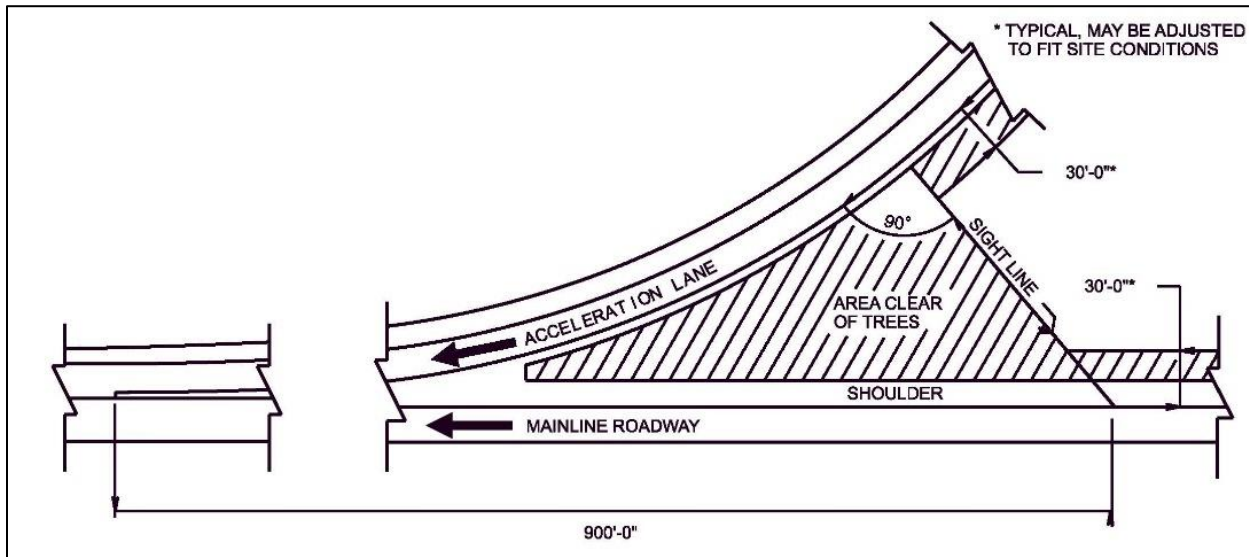 * TYPICAL, MAY BE ADJUSTED
TO FIT SITE CONDITIONS
30'-0"*
90°
SIGHT LINE
30'-0"*
ACCELERATION LANE
AREA CLEAR
OF TREES
SHOULDER
MAINLINE ROADWAY
900'-0"